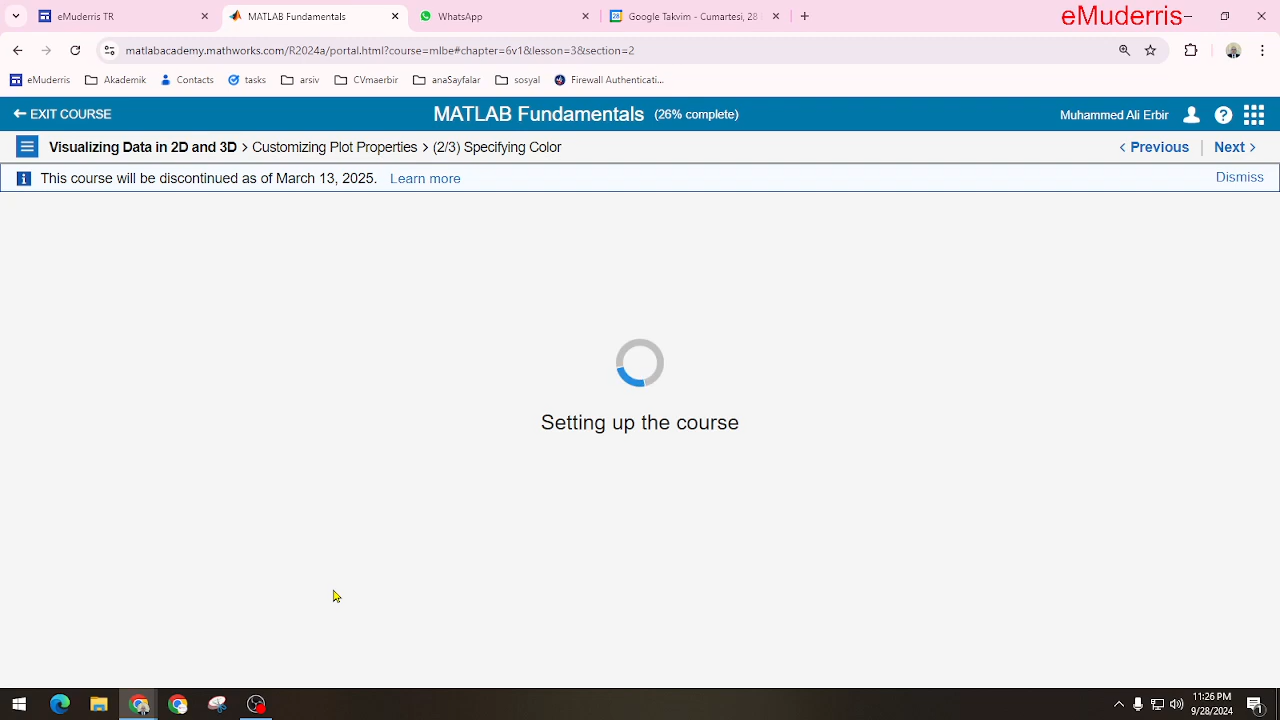 eMuderris TR
MATLAB Fundamentals
WhatsApp
Google Takvim - Cumartesi, 28
eMuderris
matlabacademy.mathworks.com/R2024a/portal.html?course=mlbe#chapter=6v1&lesson=3&section=2
eMuderris
Akademik
Contacts
tasks
arsiv
CVmaerbir
anaSayfalar
sosyal
Firewall Authenticati...
EXIT COURSE
MATLAB Fundamentals (26% complete)
Muhammed Ali Erbir
Visualizing Data in 2D and 3D > Customizing Plot Properties > (2/3) Specifying Color
< Previous
Next >
This course will be discontinued as of March 13, 2025. Learn more
Dismiss
Setting up the course
11:26 PM
9/28/2024
1